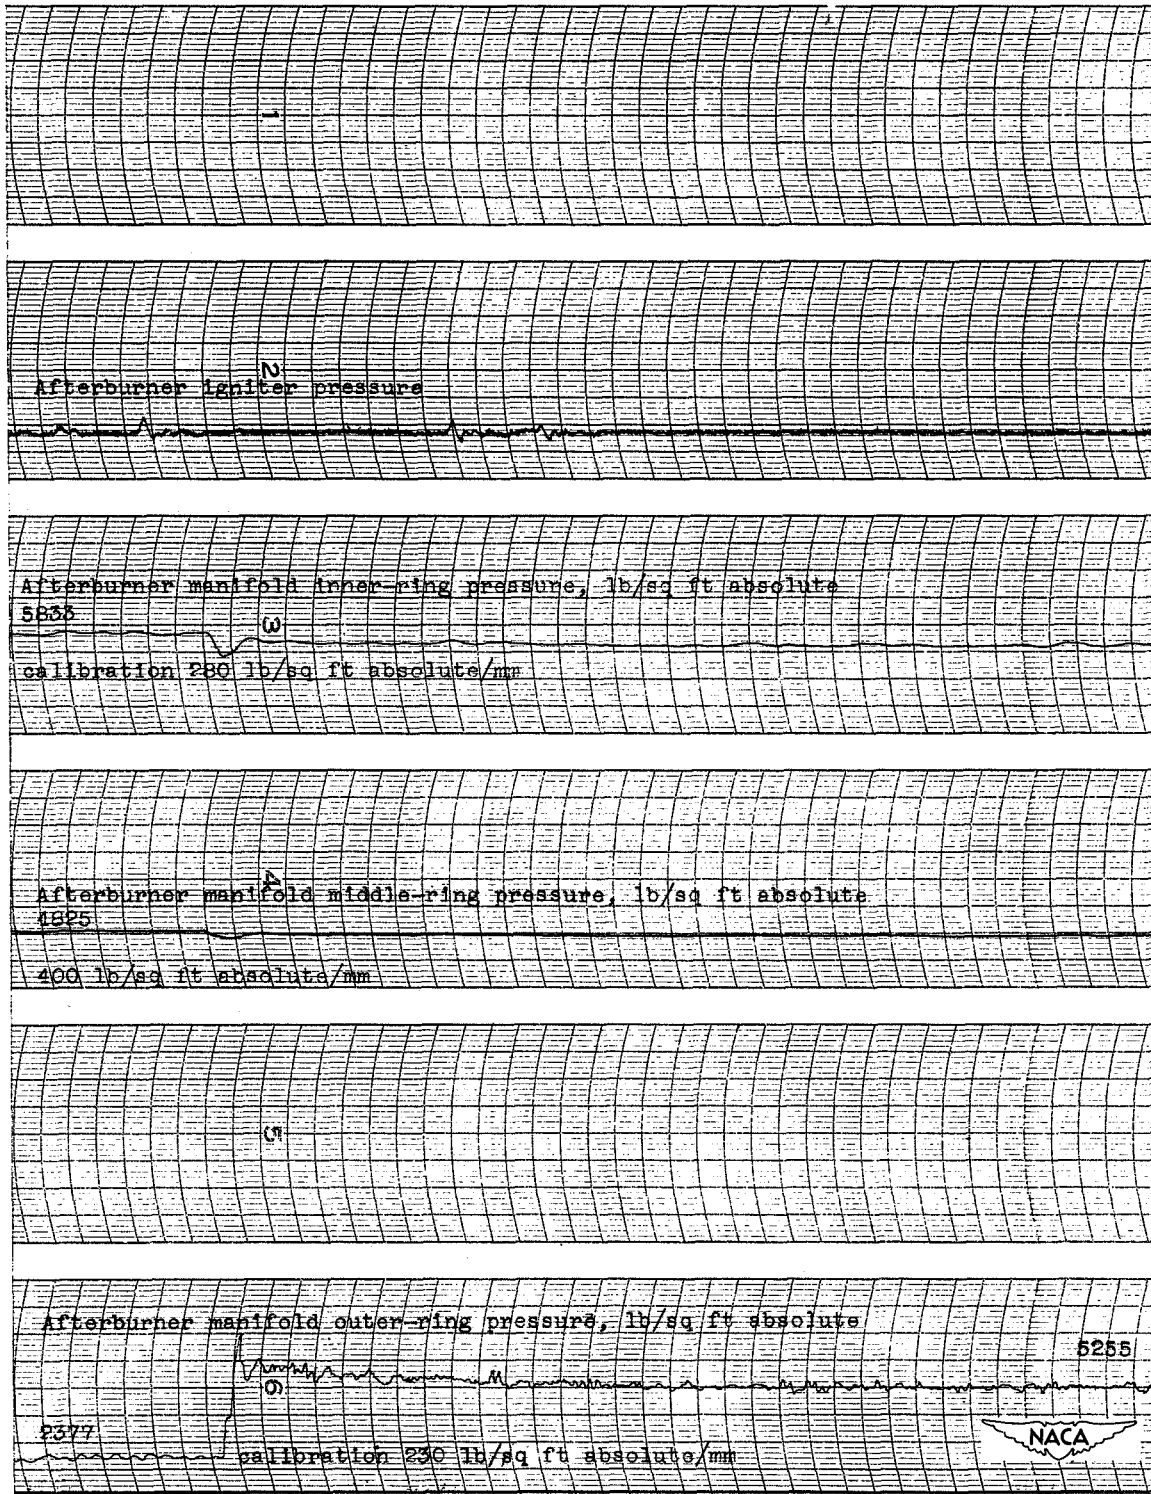 1
2
Afterburner igniter pressure
Afterburner manifold inner-ring pressure, lb/sq ft absolute
5833
3
calibration 280 lb/sq ft absolute/mm
4
Afterburner manifold middle-ring pressure, lb/sq ft absolute
4825
400 lb/sq ft absolute/mm
5
Afterburner manifold outer-ring pressure, lb/sq ft absolute
5255
6
2377
calibration 230 lb/sq ft absolute/mm
NACA